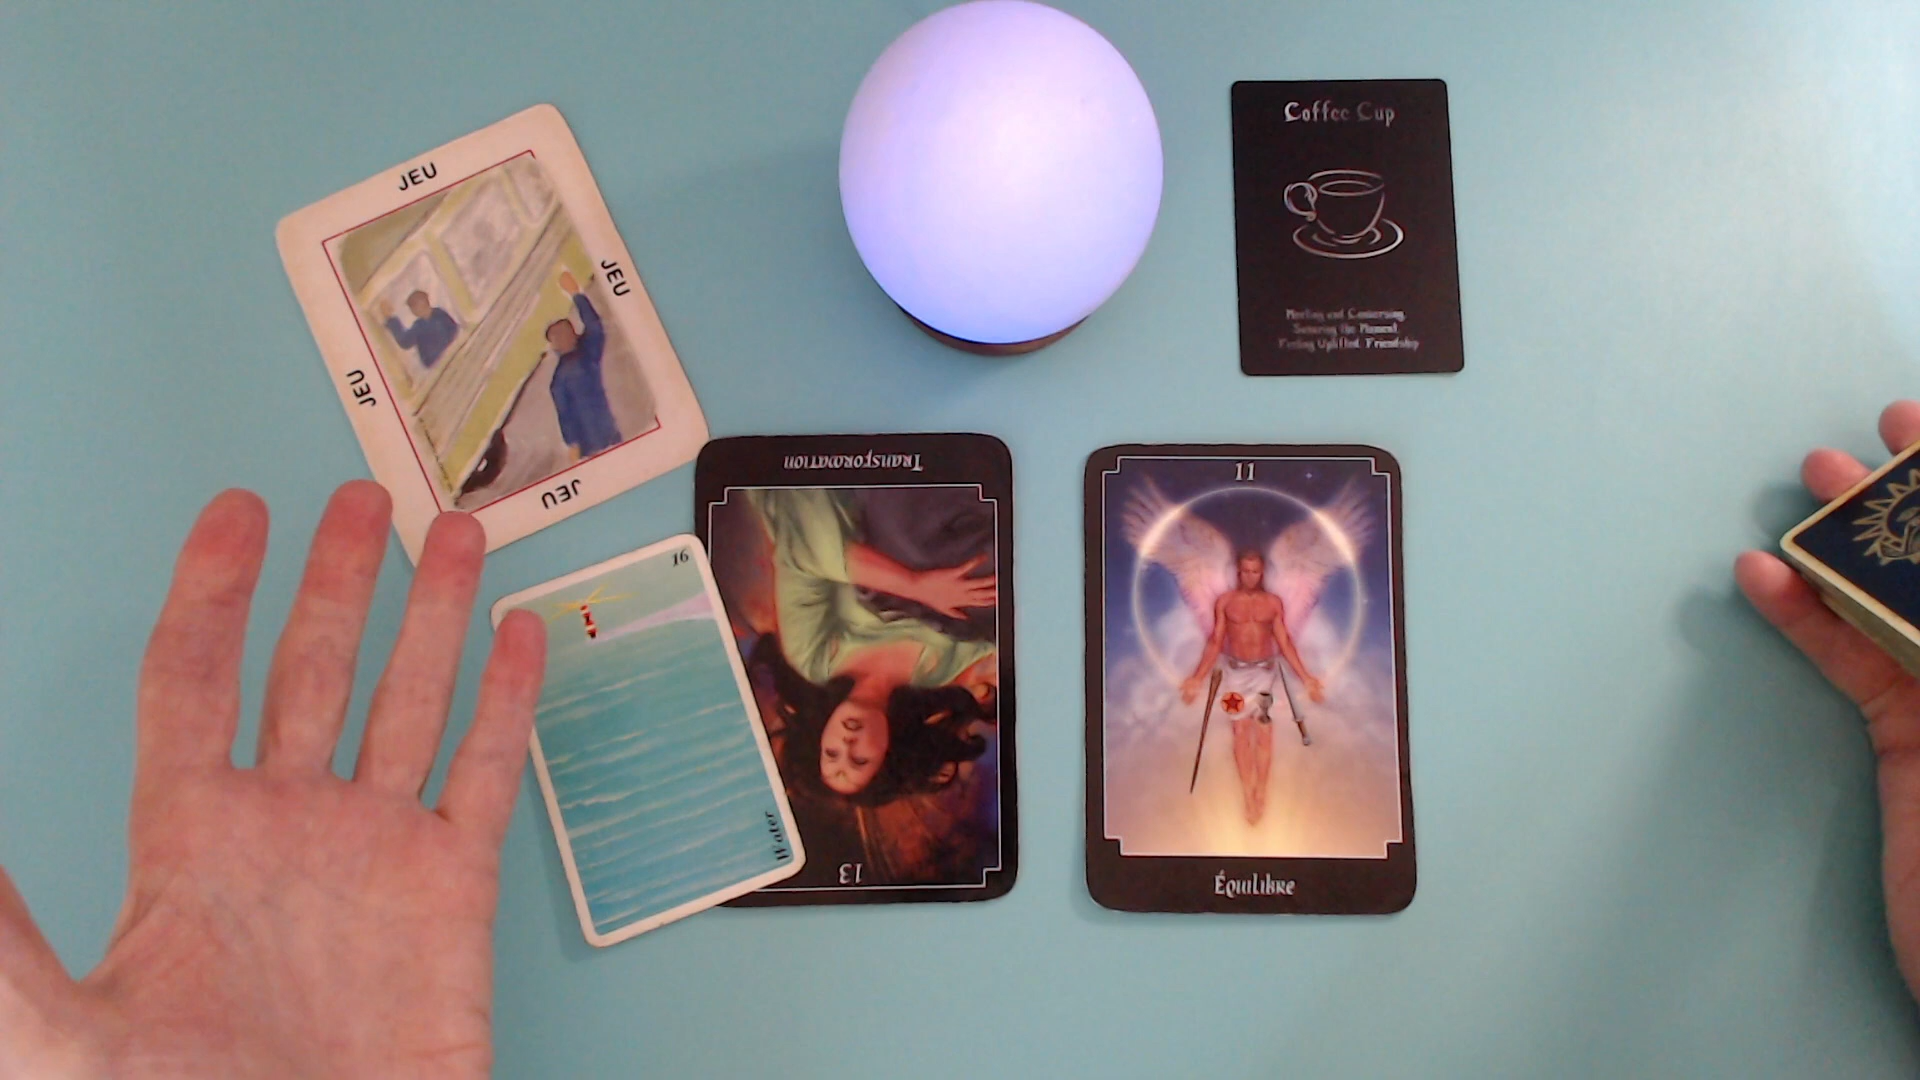 JEU
JEU
JEU
JEU
Coffee Cup
Meeting and Conversing,
Savouring the Moment,
Feeling Uplifted, Friendship
16
Water
Transformation
13
11
Équilibre